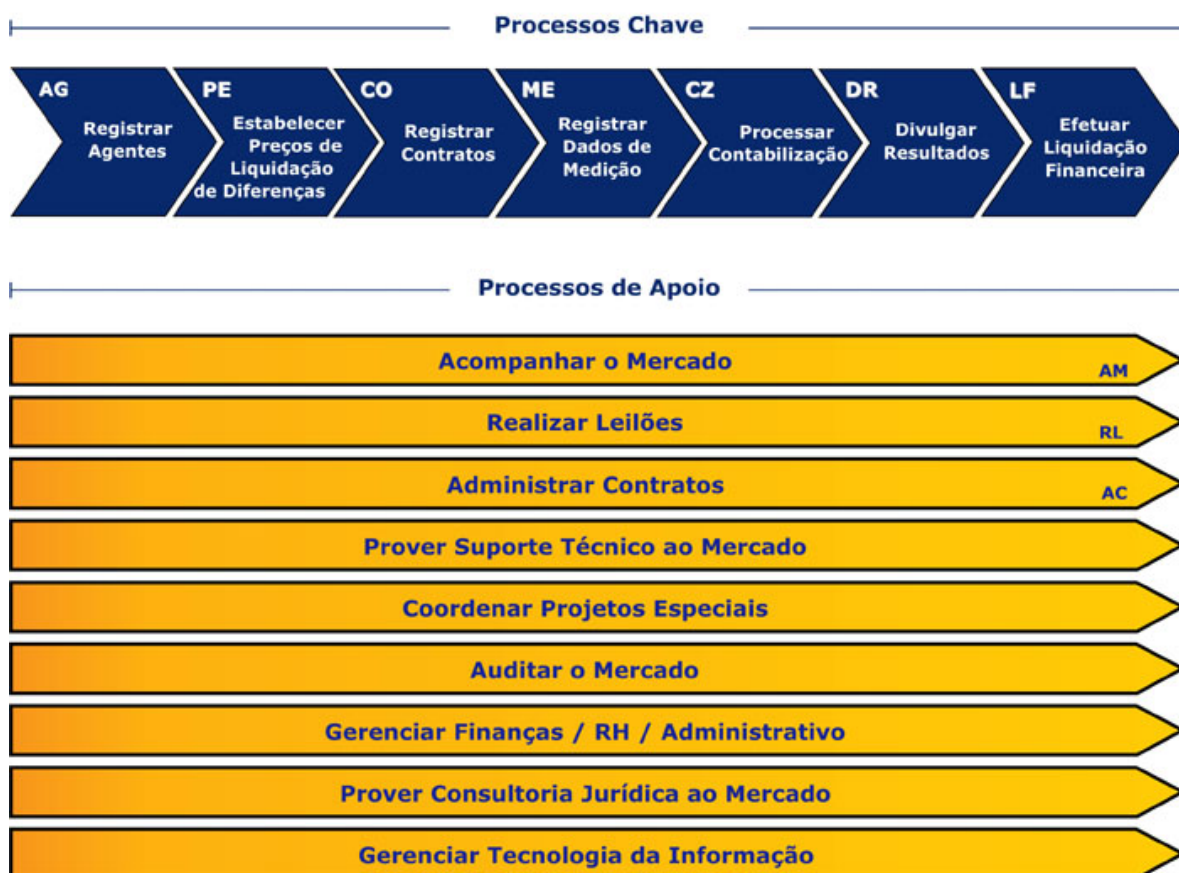 Processos Chave
AG
Registrar
Agentes
PE
Estabelecer
Preços de
Liquidação
de Diferenças
CO
Registrar
Contratos
ME
Registrar
Dados de
Medição
CZ
Processar
Contabilização
DR
Divulgar
Resultados
LF
Efetuar
Liquidação
Financeira
Processos de Apoio
Acompanhar o Mercado AM
Realizar Leilões RL
Administrar Contratos AC
Prover Suporte Técnico ao Mercado
Coordenar Projetos Especiais
Auditar o Mercado
Gerenciar Finanças / RH / Administrativo
Prover Consultoria Jurídica ao Mercado
Gerenciar Tecnologia da Informação